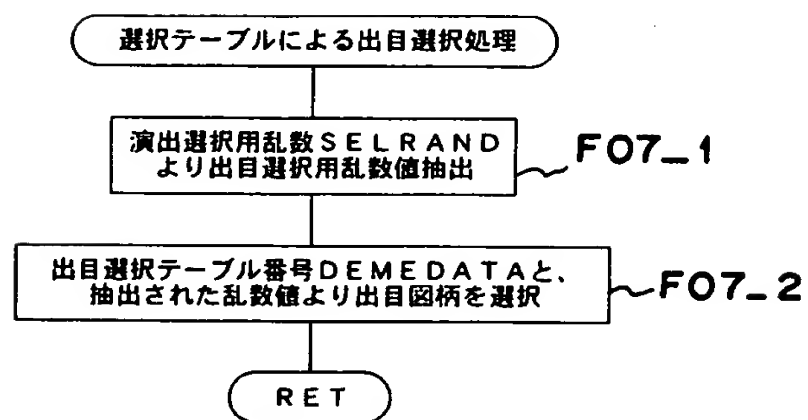 選択テーブルによる出目選択処理
演出選択用乱数SELRAND
より出目選択用乱数値抽出
F07_1
出目選択テーブル番号DEMEDATAと、
抽出された乱数値より出目図柄を選択
F07_2
RET